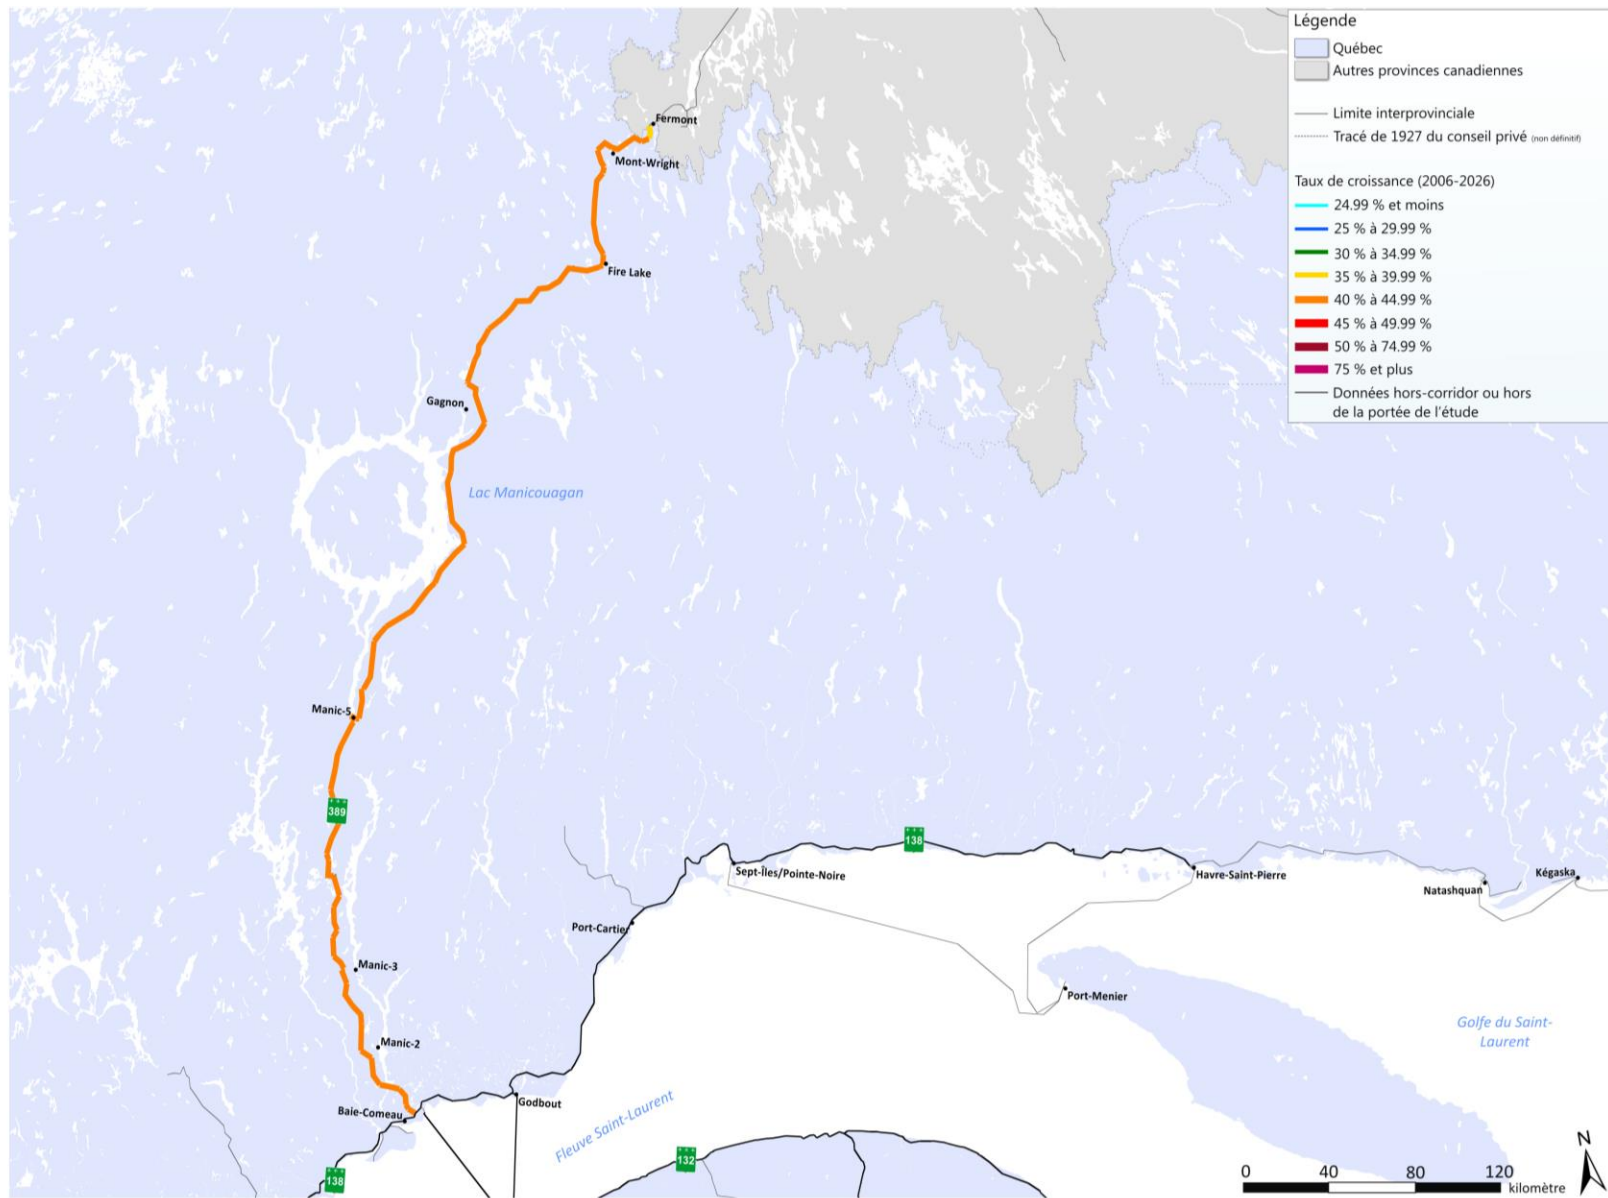 Légende
Québec
Autres provinces canadiennes
Limite interprovinciale
Tracé de 1927 du conseil privé (non définitif)
Taux de croissance (2006-2026)
24.99 % et moins
25 % à 29.99 %
30 % à 34.99 %
35 % à 39.99 %
40 % à 44.99 %
45 % à 49.99 %
50 % à 74.99 %
75 % et plus
Données hors-corridor ou hors
de la portée de l'étude
Fermont
Mont-Wright
Fire Lake
Gagnon
Lac Manicouagan
Manic-5
389
138
Sept-Îles/Pointe-Noire
Havre-Saint-Pierre
Kégaska
Natashquan
Port-Cartier
Manic-3
Port-Menier
Golfe du Saint-
Laurent
Manic-2
Godbout
Baie-Comeau
Fleuve Saint-Laurent
132
138
N
0 40 80 120
kilomètre